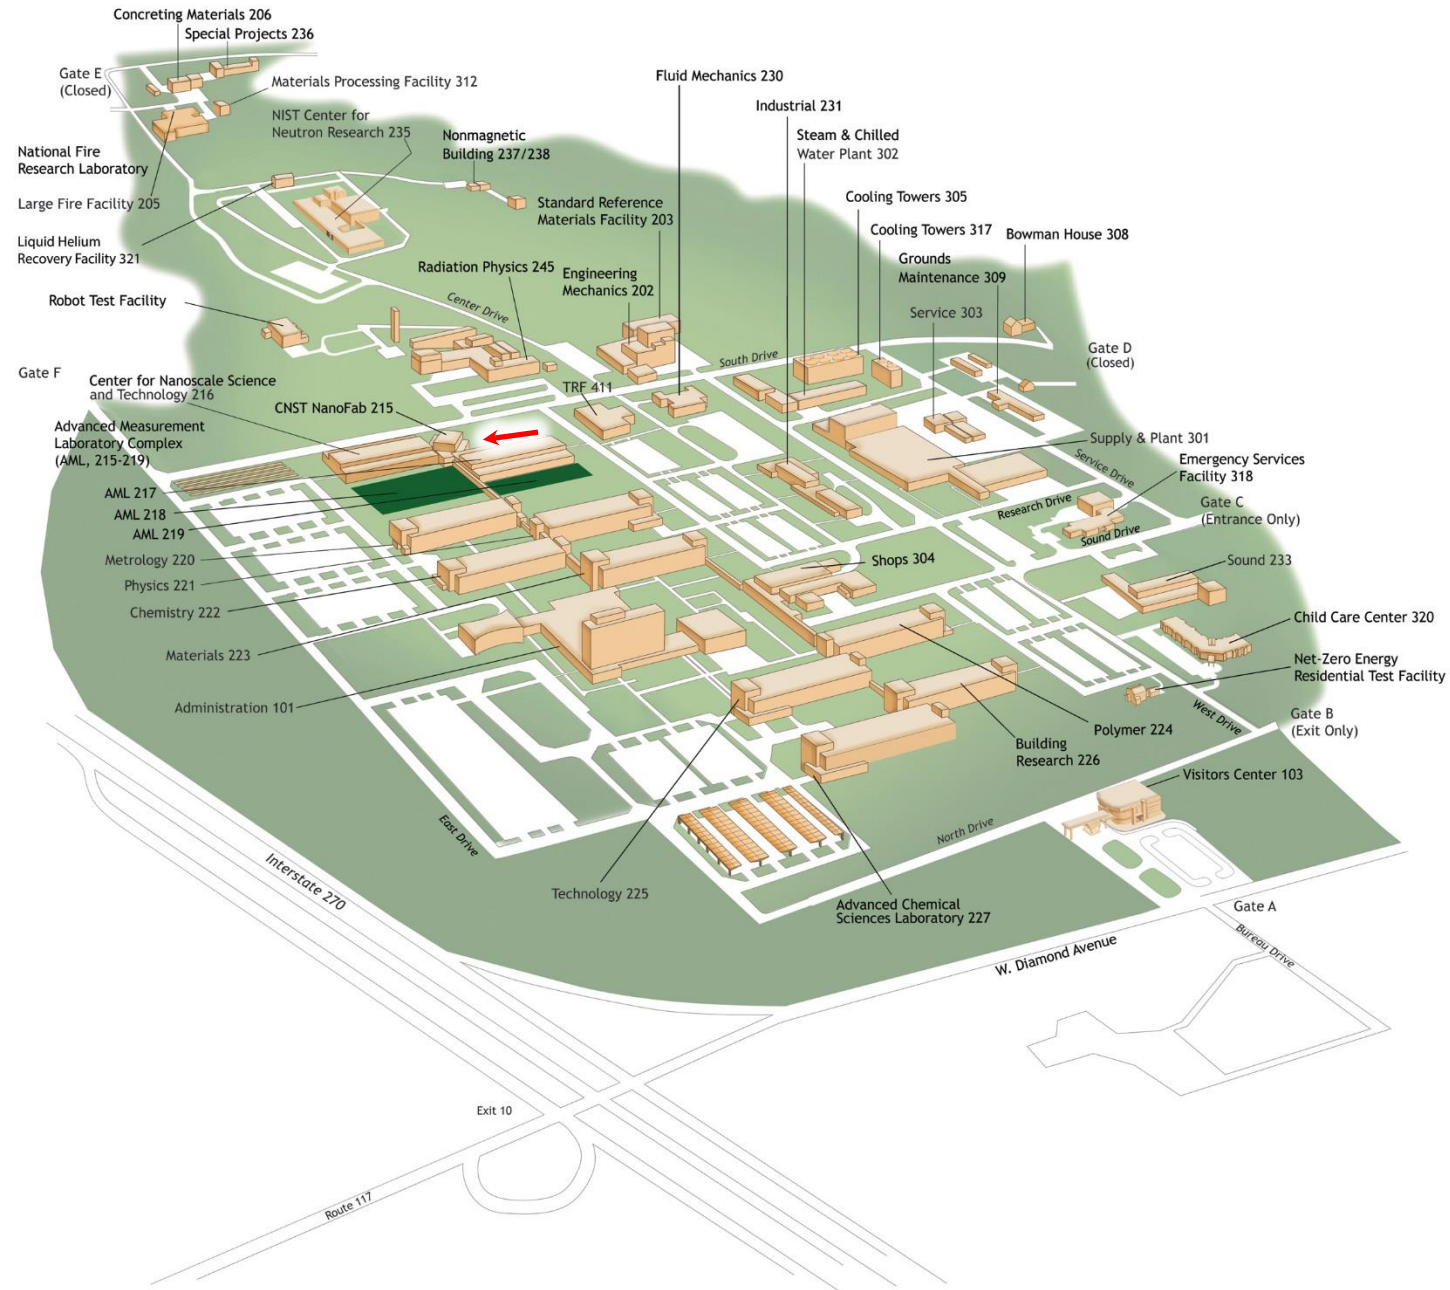 Concreting Materials 206
Special Projects 236
Gate E
(Closed)
Materials Processing Facility 312
Fluid Mechanics 230
Industrial 231
NIST Center for
Neutron Research 235
Nonmagnetic
Building 237/238
Steam & Chilled
Water Plant 302
National Fire
Research Laboratory
Large Fire Facility 205
Standard Reference
Materials Facility 203
Cooling Towers 305
Cooling Towers 317
Bowman House 308
Liquid Helium
Recovery Facility 321
Grounds
Maintenance 309
Radiation Physics 245
Engineering
Mechanics 202
Robot Test Facility
Center Drive
Service 303
South Drive
Gate D
(Closed)
Gate F
Center for Nanoscale Science
and Technology 216
TRF 411
CNST NanoFab 215
Advanced Measurement
Laboratory Complex
(AML, 215-219)
Supply & Plant 301
Service Drive
Emergency Services
Facility 318
AML 217
AML 218
AML 219
Research Drive
Gate C
(Entrance Only)
Sound Drive
Metrology 220
Physics 221
Chemistry 222
Shops 304
Sound 233
Child Care Center 320
Materials 223
Net-Zero Energy
Residential Test Facility
Administration 101
West Drive
Gate B
(Exit Only)
Polymer 224
Building
Research 226
Visitors Center 103
East Drive
North Drive
Interstate 270
Technology 225
Advanced Chemical
Sciences Laboratory 227
Gate A
Bureau Drive
W. Diamond Avenue
Exit 10
Route 117